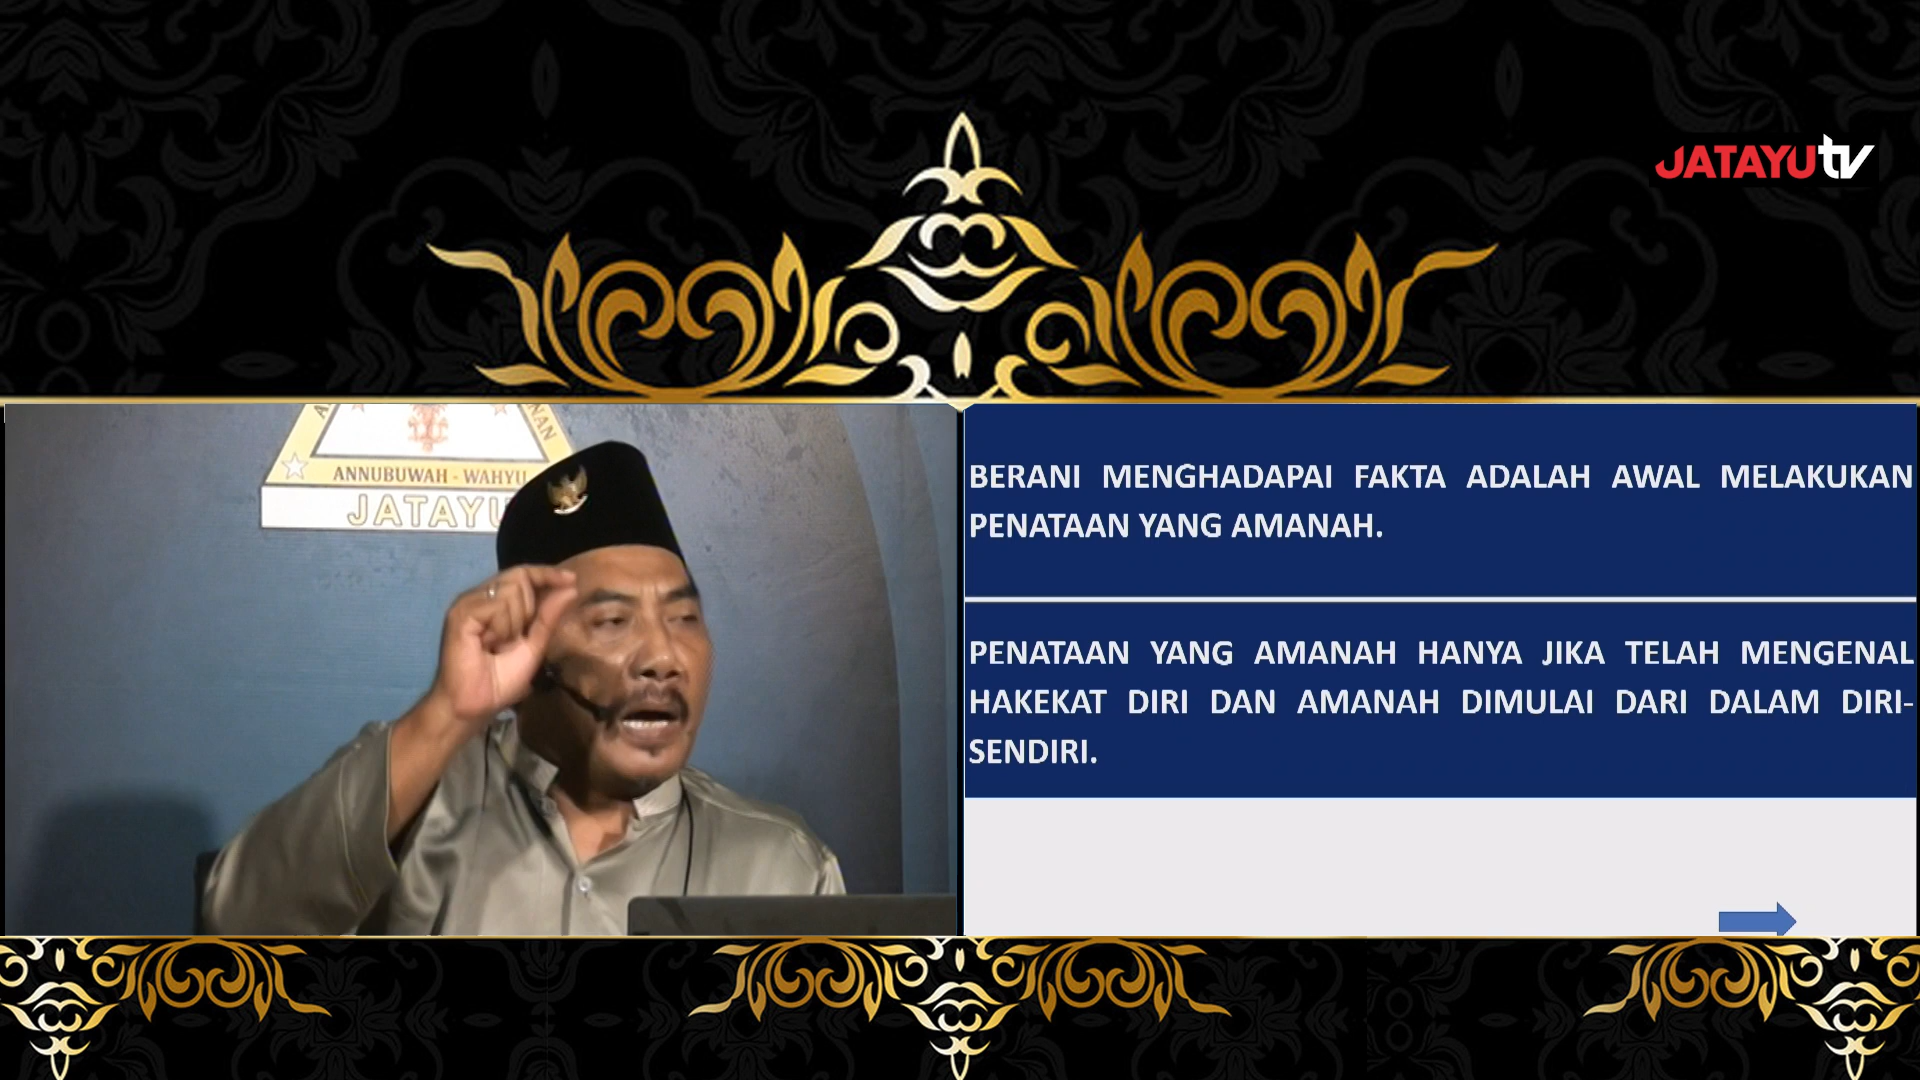 JATAYUtv
NAN
ANNUBUWAH - WAHYU
JATAYU
BERANI MENGHADAPAI FAKTA ADALAH AWAL MELAKUKAN
PENATAAN YANG AMANAH.
PENATAAN YANG AMANAH HANYA JIKA TELAH MENGENAL
HAKEKAT DIRI DAN AMANAH DIMULAI DARI DALAM DIRI-
SENDIRI.